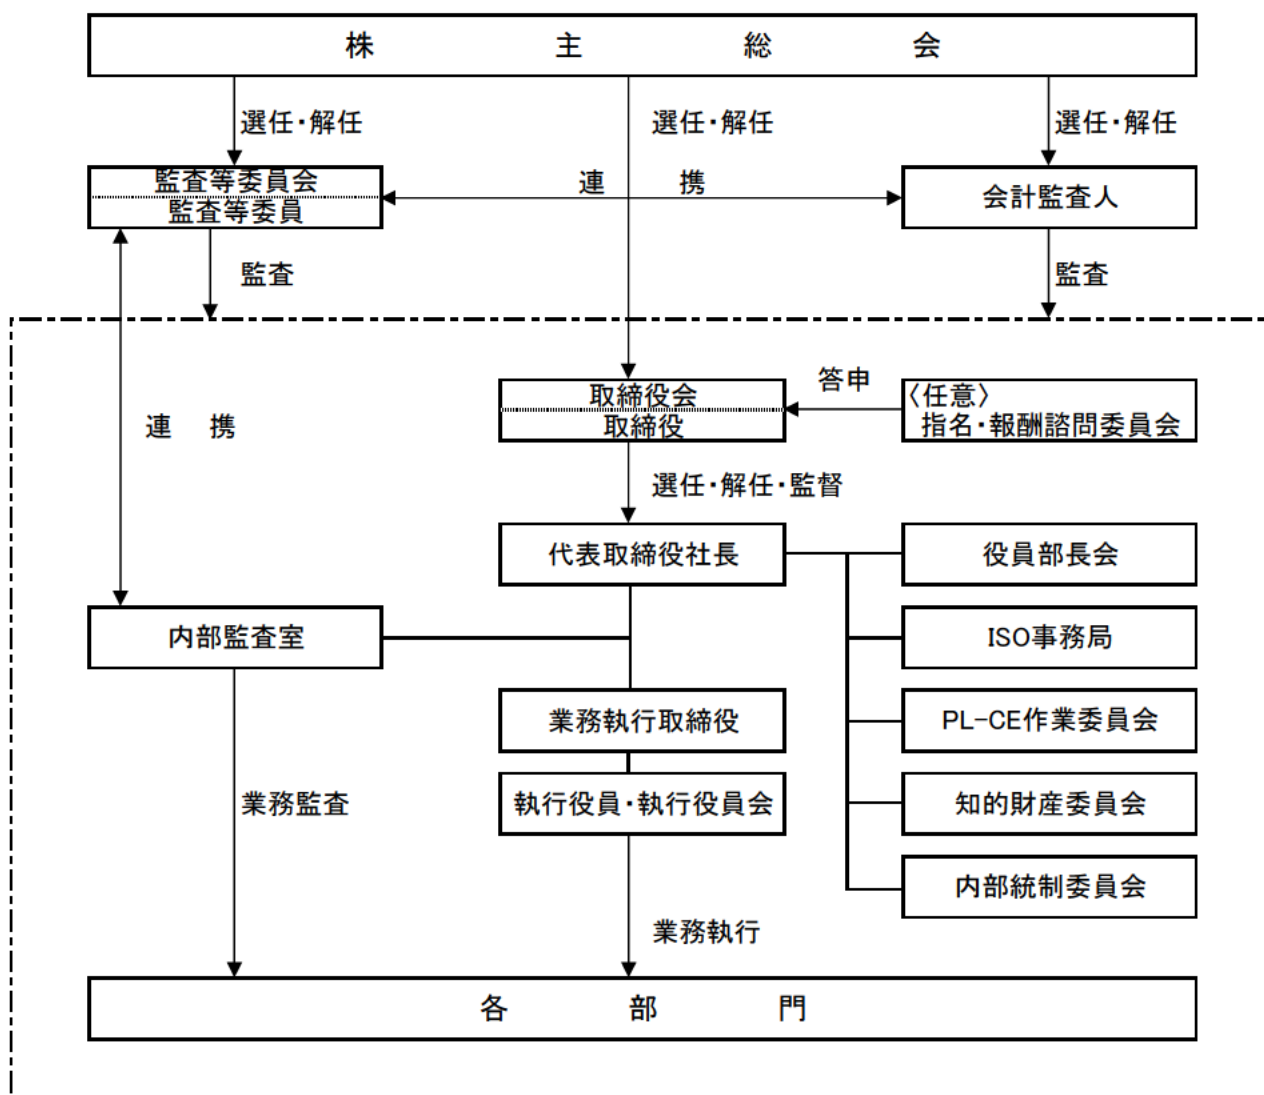 株主総会
選任・解任
選任・解任
選任・解任
監査等委員会
監査等委員
連携
会計監査人
監査
監査
取締役会
取締役
答申
〈任意〉
指名・報酬諮問委員会
連携
選任・解任・監督
代表取締役社長
役員部長会
内部監査室
ISO事務局
業務執行取締役
PL-CE作業委員会
業務監査
執行役員・執行役員会
知的財産委員会
内部統制委員会
業務執行
各部門